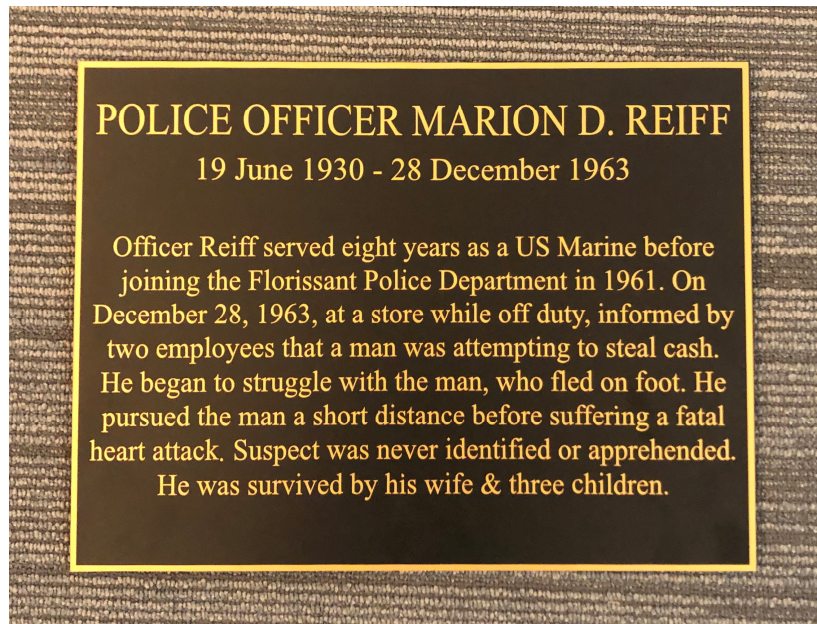 POLICE OFFICER MARION D. REIFF
19 June 1930 - 28 December 1963
Officer Reiff served eight years as a US Marine before
joining the Florissant Police Department in 1961. On
December 28, 1963, at a store while off duty, informed by
two employees that a man was attempting to steal cash.
He began to struggle with the man, who fled on foot. He
pursued the man a short distance before suffering a fatal
heart attack. Suspect was never identified or apprehended.
He was survived by his wife & three children.